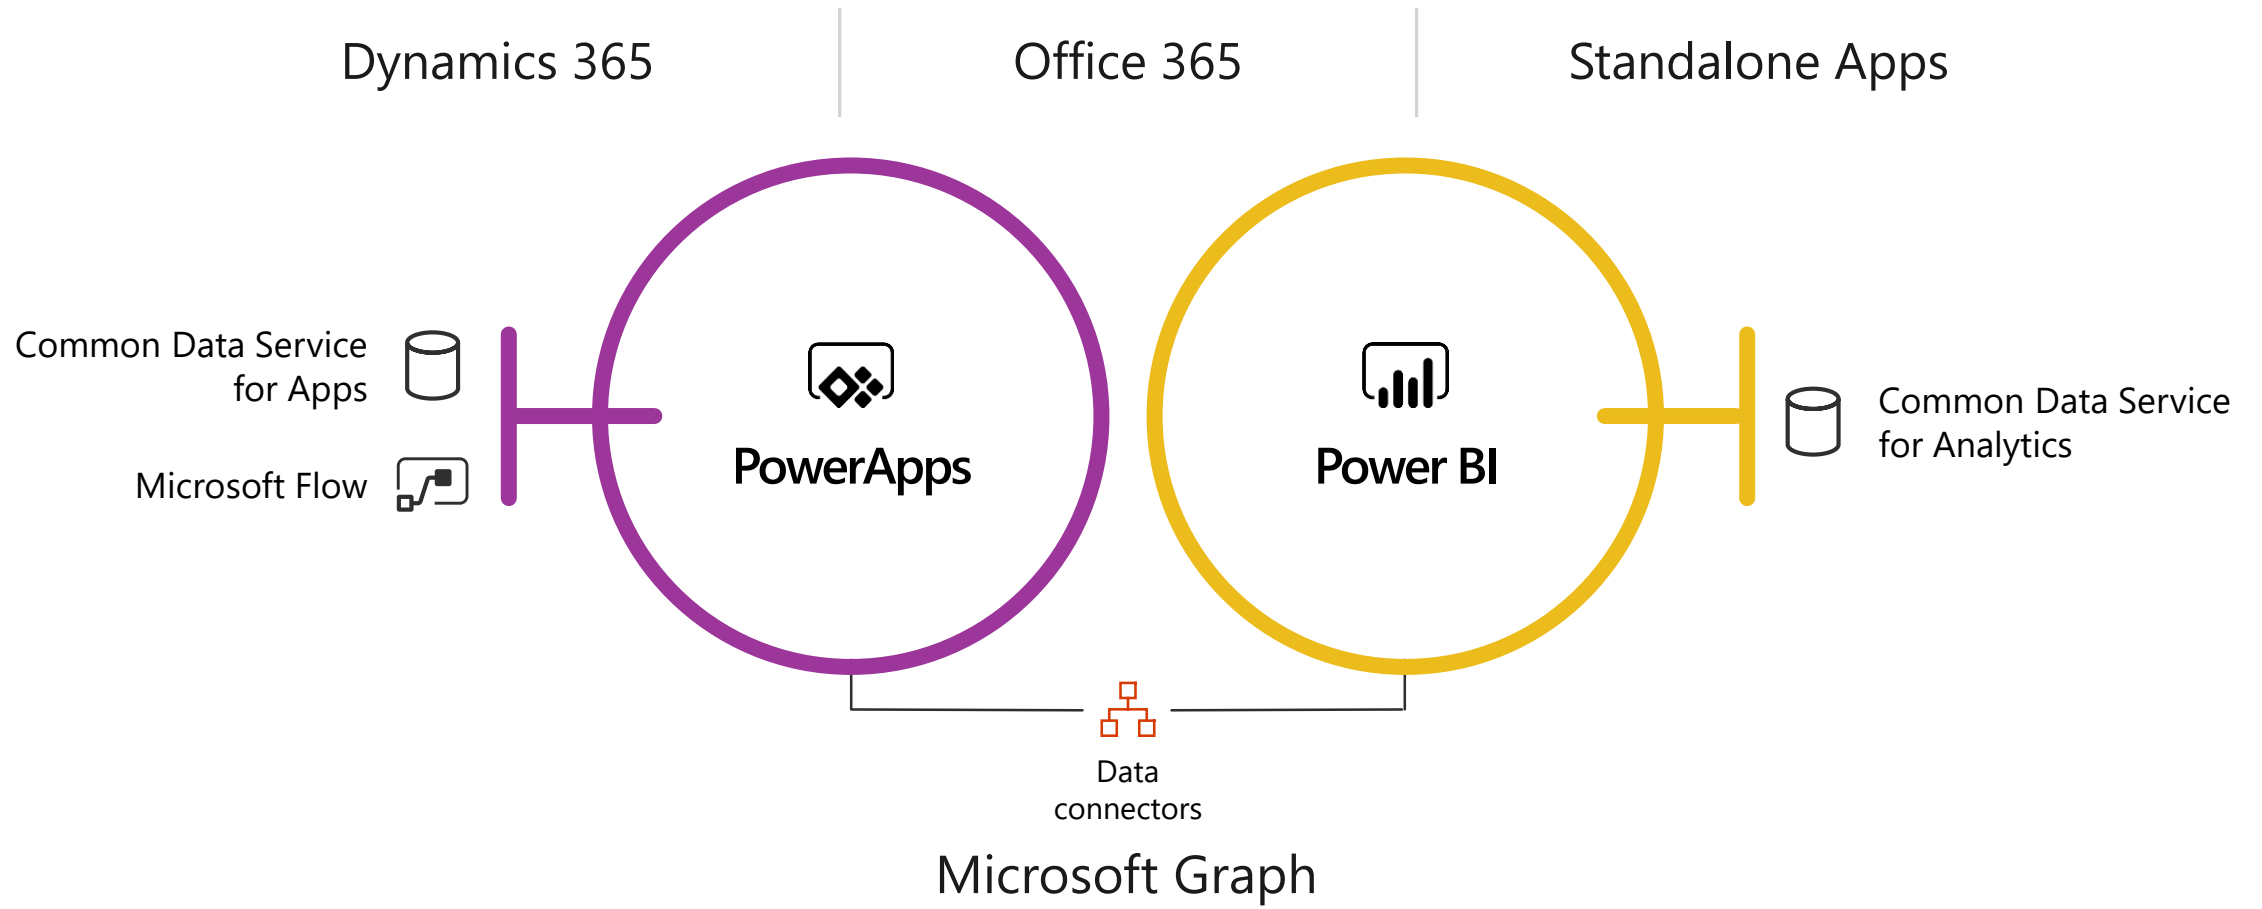 Dynamics 365
Office 365
Standalone Apps
Common Data Service
for Apps
Microsoft Flow
PowerApps
Power BI
Common Data Service
for Analytics
Data
connectors
Microsoft Graph